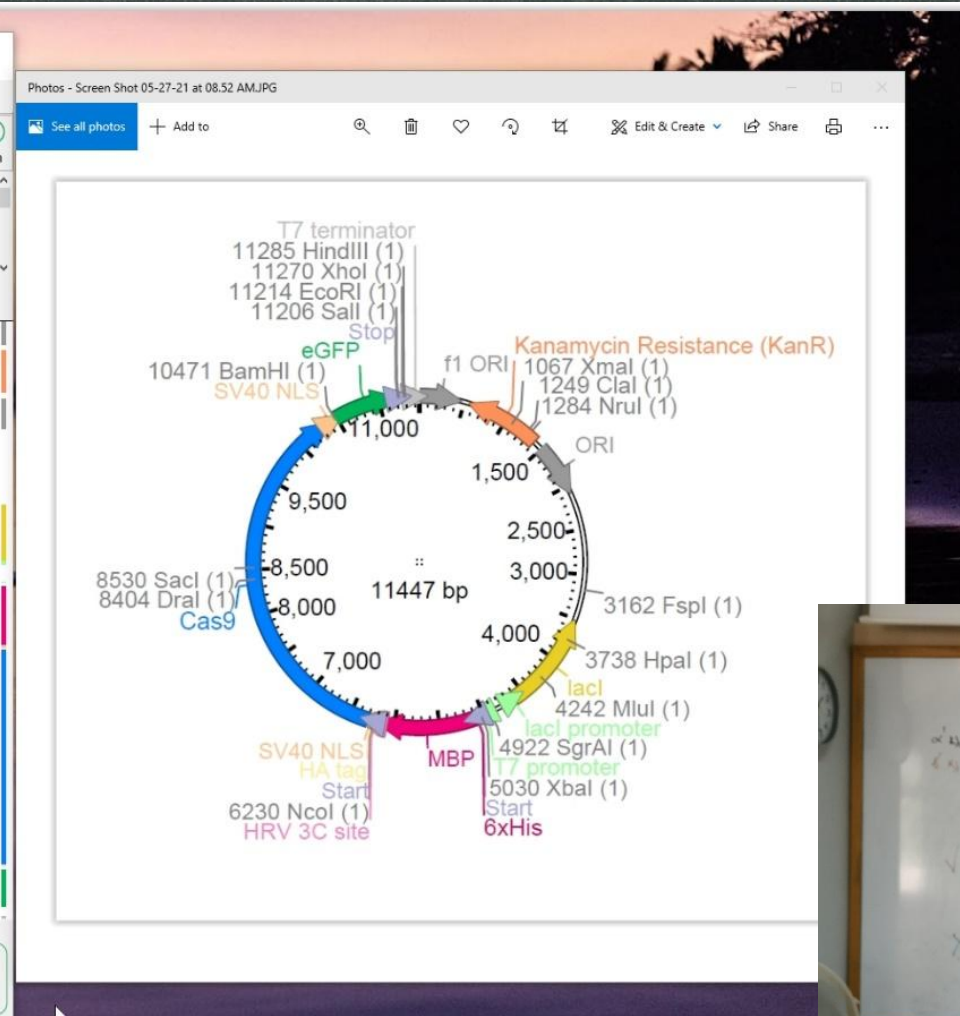 Photos - Screen Shot 05-27-21 at 08.52 AM.JPG
See all photos
Add to
Edit & Create
Share
T7 terminator
11285 HindIII (1)
11270 XhoI (1)
11214 EcoRI (1)
11206 SalI (1)
Stop
eGFP
10471 BamHI (1)
SV40 NLS
f1 ORI
Kanamycin Resistance (KanR)
1067 XmaI (1)
1249 ClaI (1)
1284 NruI (1)
ORI
11,000
1,500
9,500
2,500
8,500
3,000
11447 bp
8530 SacI (1)
8404 DraI (1)
Cas9
8,000
3162 FspI (1)
4,000
7,000
3738 HpaI (1)
lacI
4242 MluI (1)
lacI promoter
4922 SgrAI (1)
T7 promoter
5030 XbaI (1)
Start
6xHis
MBP
SV40 NLS
HA tag
Start
6230 NcoI (1)
HRV 3C site